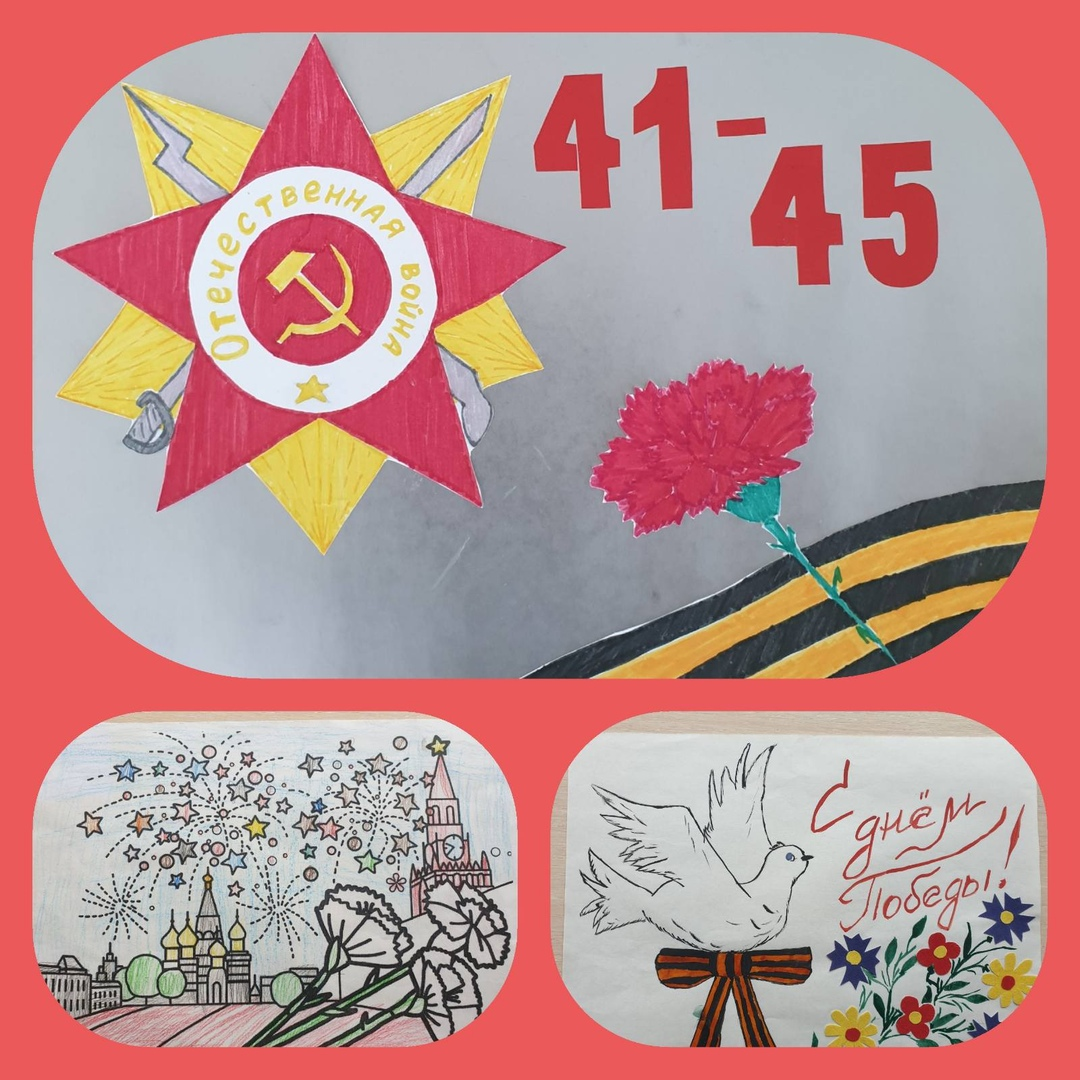 Отечественная война
41-
45
С
днём
Победы!